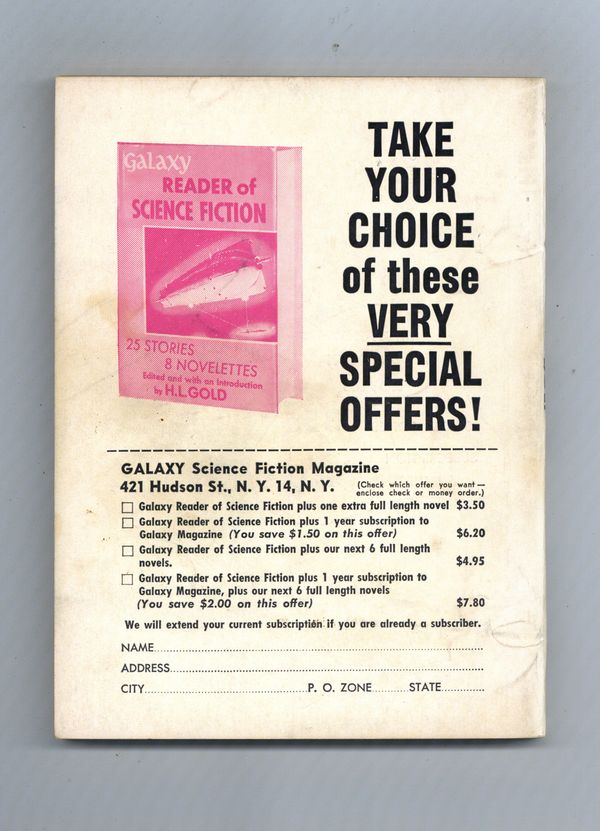 Galaxy
READER of
SCIENCE FICTION
25 STORIES
8 NOVELETTES
Edited and with an Introduction
by H.L.GOLD
TAKE
YOUR
CHOICE
of these
VERY
SPECIAL
OFFERS!
GALAXY Science Fiction Magazine
421 Hudson St., N. Y. 14, N. Y.
(Check which offer you want—
enclose check or money order.)
Galaxy Reader of Science Fiction plus one extra full length novel $3.50
Galaxy Reader of Science Fiction plus 1 year subscription to
Galaxy Magazine (You save $1.50 on this offer) $6.20
Galaxy Reader of Science Fiction plus our next 6 full length
novels. $4.95
Galaxy Reader of Science Fiction plus 1 year subscription to
Galaxy Magazine, plus our next 6 full length novels
(You save $2.00 on this offer) $7.80
We will extend your current subscription if you are already a subscriber.
NAME
ADDRESS
CITY P. O. ZONE STATE